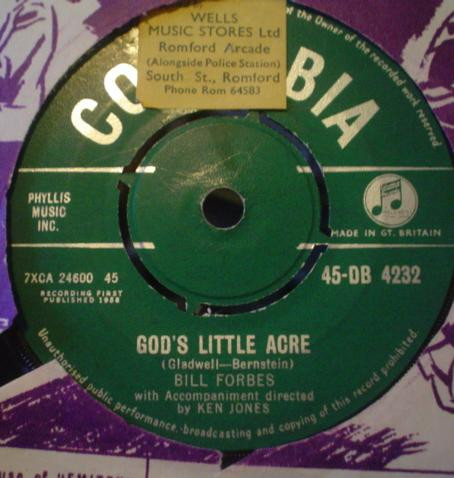 WELLS
MUSIC STORES Ltd
Romford Arcade
(Alongside Police Station)
South St., Romford
Phone Rom 64583
of the Owner of the recorded work reserved.
CO BIA
PHYLLIS
MUSIC
INC.
MADE IN GT. BRITAIN
7XCA 24600 45
45-DB 4232
RECORDING FIRST
PUBLISHED 1958
GOD'S LITTLE ACRE
(Gladwell—Bernstein)
BILL FORBES
with Accompaniment directed
by KEN JONES
Unauthorised public performance, broadcasting and copying of this record prohibited.